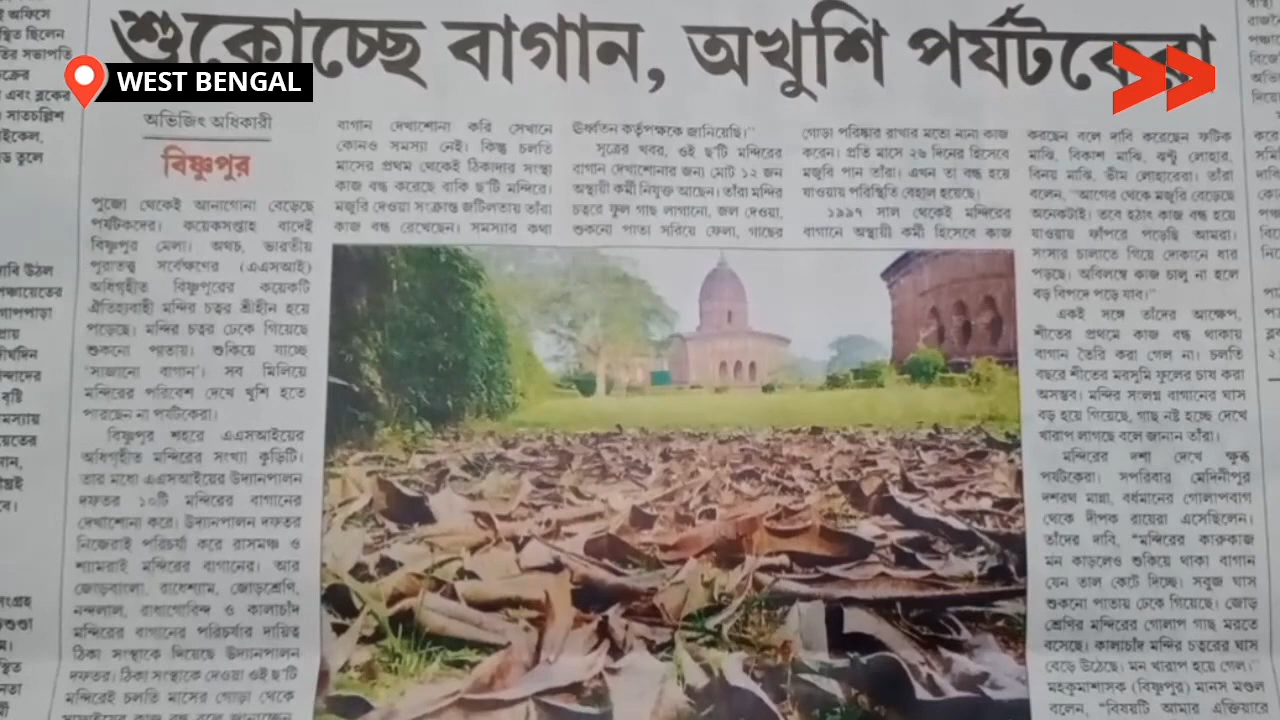 শুকোচ্ছে বাগান, অখুশি পর্যটকেরা
WEST BENGAL
অভিজিৎ অধিকারী
বিষ্ণুপুর
পুজো থেকেই আনাগোনা বেড়েছে
পর্যটকদের। কয়েকসপ্তাহ বাদেই
বিষ্ণুপুর মেলা। অথচ, ভারতীয়
পুরাতত্ত্ব সর্বেক্ষণের (এএসআই)
অধিগৃহীত বিষ্ণুপুরের কয়েকটি
ঐতিহ্যবাহী মন্দির চত্বর শ্রীহীন হয়ে
পড়েছে। মন্দির চত্বর ঢেকে গিয়েছে
শুকনো পাতায়। শুকিয়ে যাচ্ছে
‘সাজানো বাগান’। সব মিলিয়ে
মন্দিরের পরিবেশ দেখে খুশি হতে
পারছেন না পর্যটকেরা।
বিষ্ণুপুর শহরে এএসআইয়ের
অধিগৃহীত মন্দিরের সংখ্যা কুড়িটি।
তার মধ্যে এএসআইয়ের উদ্যানপালন
দফতর ১০টি মন্দিরের বাগানের
দেখাশোনা করে। উদ্যানপালন দফতর
নিজেরাই পরিচর্যা করে রাসমঞ্চ ও
শ্যামরাই মন্দিরের বাগানের। আর
জোড়বাংলা, রাধেশ্যাম, জোড়শ্রেণি,
নন্দলাল, রাধাগোবিন্দ ও কালাচাঁদ
মন্দিরের বাগানের পরিচর্যার দায়িত্ব
ঠিকা সংস্থাকে দিয়েছে উদ্যানপালন
দফতর। ঠিকা সংস্থাকে দেওয়া ওই ছ’টি
মন্দিরেই চলতি মাসের গোড়া থেকে
বাগান দেখাশোনা করি সেখানে
কোনও সমস্যা নেই। কিন্তু চলতি
মাসের প্রথম থেকেই ঠিকাদার সংস্থা
কাজ বন্ধ করেছে বাকি ছ’টি মন্দিরে।
মজুরি দেওয়া সংক্রান্ত জটিলতায় তাঁরা
কাজ বন্ধ রেখেছেন। সমস্যার কথা
ঊর্ধ্বতন কর্তৃপক্ষকে জানিয়েছি।’’
সূত্রের খবর, ওই ছ’টি মন্দিরের
বাগান দেখাশোনার জন্য মোট ১২ জন
অস্থায়ী কর্মী নিযুক্ত আছেন। তাঁরা মন্দির
চত্বরে ফুল গাছ লাগানো, জল দেওয়া,
শুকনো পাতা সরিয়ে ফেলা, গাছের
গোড়া পরিষ্কার রাখার মতো নানা কাজ
করেন। প্রতি মাসে ২৬ দিনের হিসেবে
মজুরি পান তাঁরা। এখন তা বন্ধ হয়ে
যাওয়ায় পরিস্থিতি বেহাল হয়েছে।
১৯৯৭ সাল থেকেই মন্দিরের
বাগানে অস্থায়ী কর্মী হিসেবে কাজ
করছেন বলে দাবি করেছেন ফটিক
মাঝি, বিকাশ মাঝি, ঝন্টু লোহার,
বিনয় মাঝি, ভীম লোহারেরা। তাঁরা
বলেন, ‘‘আগের থেকে মজুরি বেড়েছে
অনেকটাই। তবে হঠাৎ কাজ বন্ধ হয়ে
যাওয়ায় ফাঁপরে পড়েছি আমরা।
সংসার চালাতে গিয়ে দোকানে ধার
পড়ছে। অবিলম্বে কাজ চালু না হলে
বড় বিপদে পড়ে যাব।’’
একই সঙ্গে তাঁদের আক্ষেপ,
শীতের প্রথমে কাজ বন্ধ থাকায়
বাগান তৈরি করা গেল না। চলতি
বছরে শীতের মরসুমি ফুলের চাষ করা
অসম্ভব। মন্দির সংলগ্ন বাগানের ঘাস
বড় হয়ে গিয়েছে, গাছ নষ্ট হচ্ছে দেখে
খারাপ লাগছে বলে জানান তাঁরা।
মন্দিরের দশা দেখে ক্ষুব্ধ
পর্যটকেরা। সপরিবার মেদিনীপুর
দশরথ মান্না, বর্ধমানের গোলাপবাগ
থেকে দীপক রায়েরা এসেছিলেন।
তাঁদের দাবি, ‘‘মন্দিরের কারুকাজ
মন কাড়লেও শুকিয়ে থাকা বাগান
যেন তাল কেটে দিচ্ছে। সবুজ ঘাস
শুকনো পাতায় ঢেকে গিয়েছে। জোড়
শ্রেণির মন্দিরের গোলাপ গাছ মরতে
বসেছে। কালাচাঁদ মন্দির চত্বরের ঘাস
বেড়ে উঠেছে। মন খারাপ হয়ে গেল।’’
মহকুমাশাসক (বিষ্ণুপুর) মানস মণ্ডল
বলেন, ‘‘বিষয়টি আমার এক্তিয়ারে